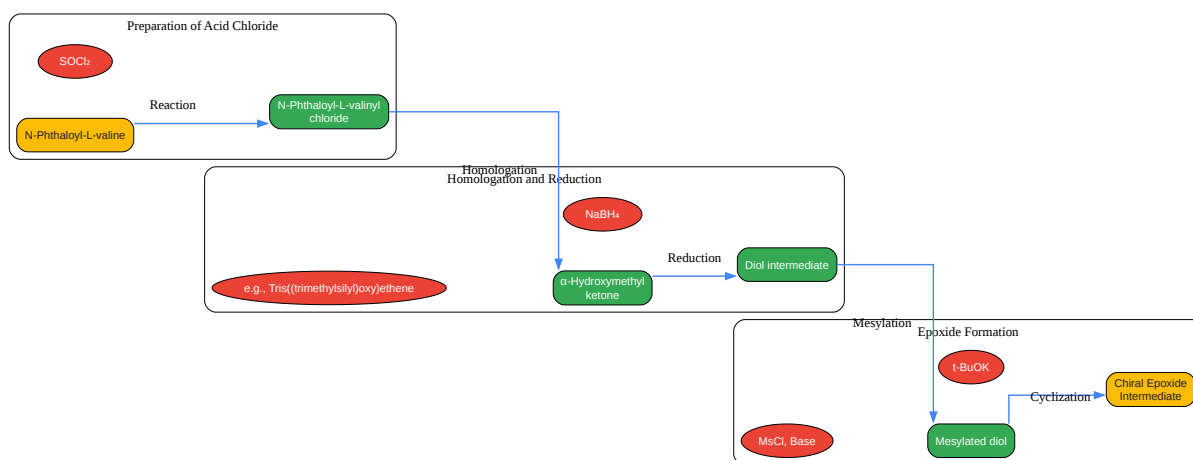 Preparation of Acid Chloride
SOCl₂
Reaction
N-Phthaloyl-L-valinyl
chloride
N-Phthaloyl-L-valine
Homologation
Homologation and Reduction
NaBH₄
Reduction
Diol intermediate
e.g., Tris((trimethylsilyl)oxy)ethene
α-Hydroxymethyl
ketone
Mesylation
Epoxide Formation
t-BuOK
Chiral Epoxide
Intermediate
Cyclization
MsCl, Base
Mesylated diol